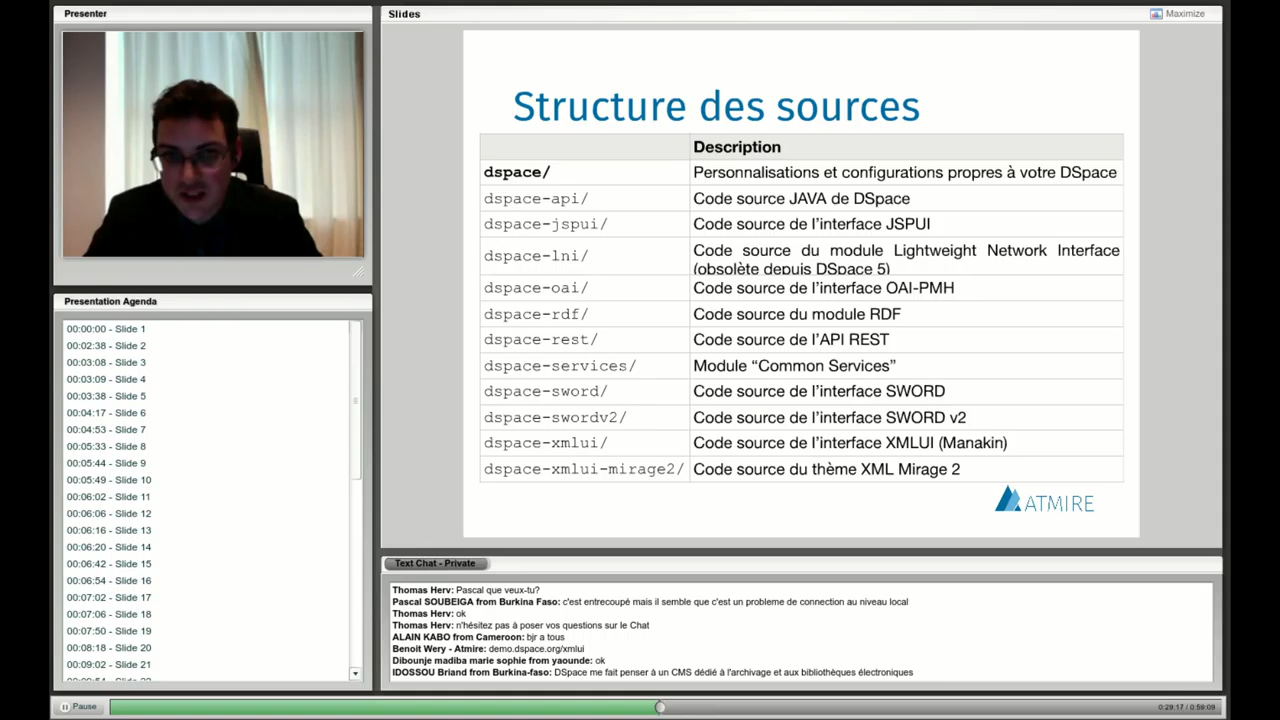 Presenter
Slides
Maximize
Structure des sources
Description
dspace/ Personnalisations et configurations propres à votre DSpace
dspace-api/ Code source JAVA de DSpace
dspace-jspui/ Code source de l’interface JSPUI
dspace-lni/ Code source du module Lightweight Network Interface
(obsolète depuis DSpace 5)
dspace-oai/ Code source de l’interface OAI-PMH
dspace-rdf/ Code source du module RDF
dspace-rest/ Code source de l’API REST
dspace-services/ Module “Common Services”
dspace-sword/ Code source de l’interface SWORD
dspace-swordv2/ Code source de l’interface SWORD v2
dspace-xmlui/ Code source de l’interface XMLUI (Manakin)
dspace-xmlui-mirage2/ Code source du thème XML Mirage 2
ATMIRE
Presentation Agenda
00:00:00 - Slide 1
00:02:38 - Slide 2
00:03:08 - Slide 3
00:03:09 - Slide 4
00:03:38 - Slide 5
00:04:17 - Slide 6
00:04:53 - Slide 7
00:05:33 - Slide 8
00:05:44 - Slide 9
00:05:49 - Slide 10
00:06:02 - Slide 11
00:06:06 - Slide 12
00:06:16 - Slide 13
00:06:20 - Slide 14
00:06:42 - Slide 15
00:06:54 - Slide 16
00:07:02 - Slide 17
00:07:06 - Slide 18
00:07:50 - Slide 19
00:08:18 - Slide 20
00:09:02 - Slide 21
Text Chat - Private
Thomas Herv: Pascal que veux-tu?
Pascal SOUBEIGA from Burkina Faso: c'est entrecoupé mais il semble que c'est un probleme de connection au niveau local
Thomas Herv: ok
Thomas Herv: n'hésitez pas à poser vos questions sur le Chat
ALAIN KABO from Cameroon: bjr a tous
Benoit Wery - Atmire: demo.dspace.org/xmlui
Dibounje madiba marie sophie from yaounde: ok
IDOSSOU Briand from Burkina-faso: DSpace me fait penser à un CMS dédié à l'archivage et aux bibliothèques électroniques
Pause
0:29:17 / 0:59:09